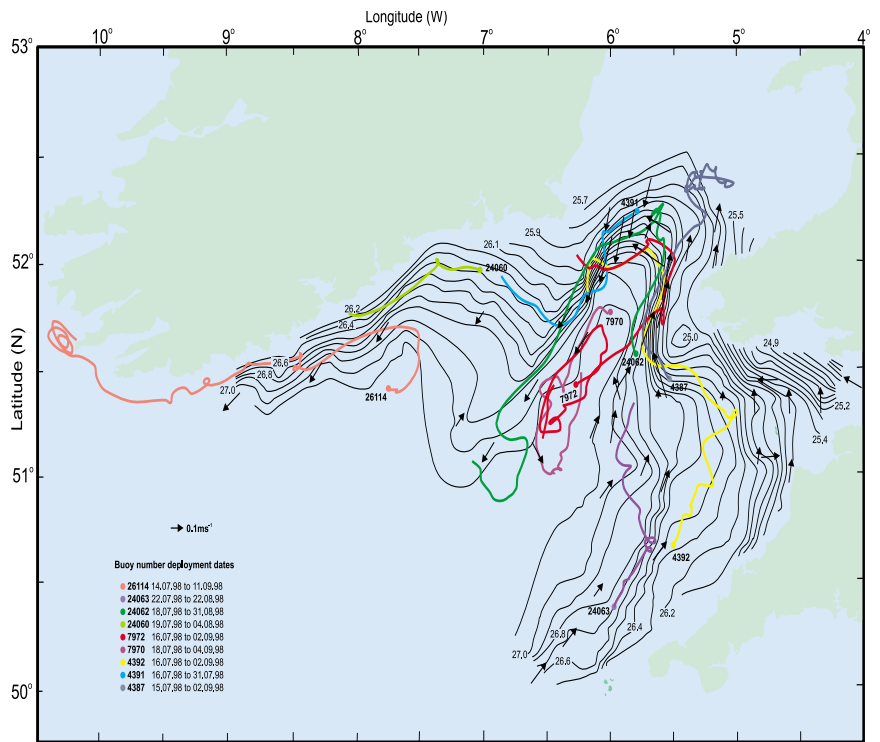 Longitude (W)
10° 9° 8° 7° 6° 5° 4°
53°
52°
51°
50°
Latitude (N)
25.7
4391
25.9
25.5
26.1
24060
26.2
26.4
7970
25.0
24.9
26.6
26.8
27.0
24062
4387
26114
7972
25.2
25.4
4392
0.1ms⁻¹
24063
26.2
26.4
26.8
27.0
26.6
Buoy number deployment dates
26114 14.07.98 to 11.09.98
24063 22.07.98 to 22.08.98
24062 18.07.98 to 31.08.98
24060 19.07.98 to 04.08.98
7972 16.07.98 to 02.09.98
7970 18.07.98 to 04.09.98
4392 16.07.98 to 02.09.98
4391 16.07.98 to 31.07.98
4387 15.07.98 to 02.09.98